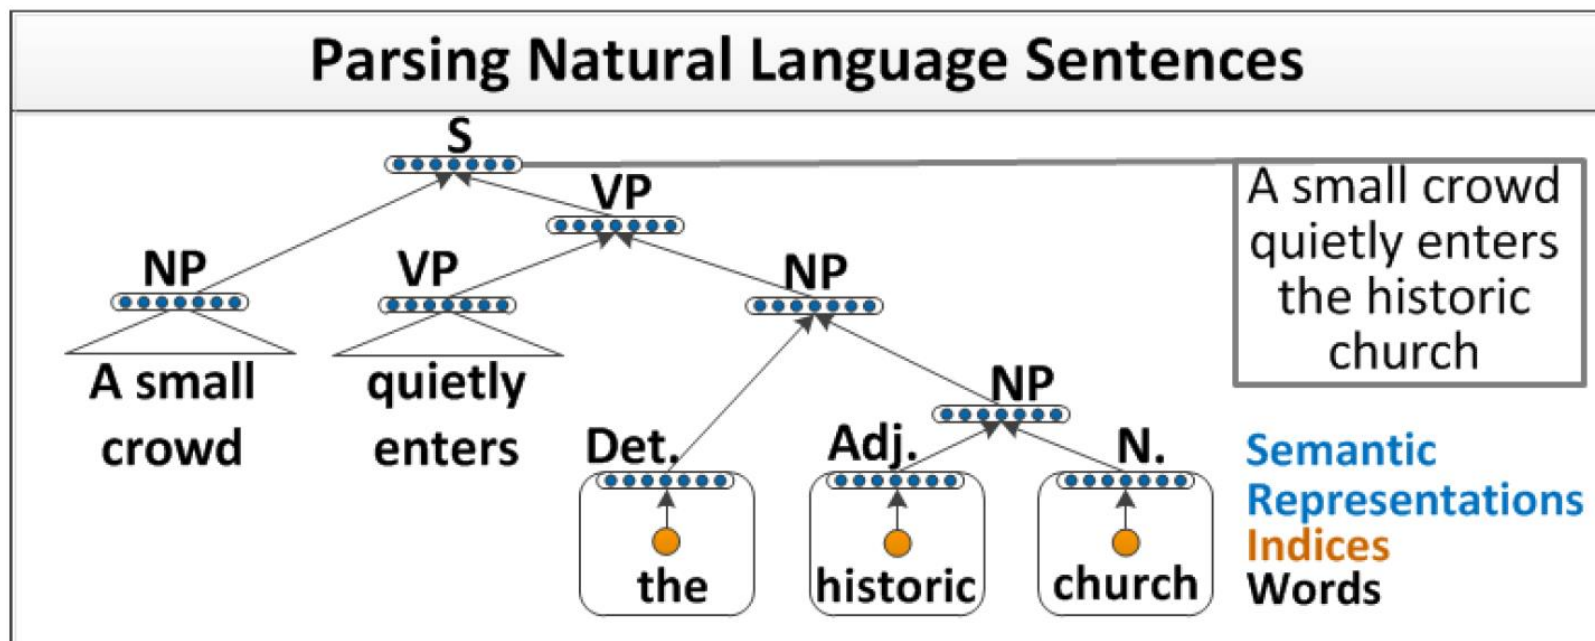 Parsing Natural Language Sentences
S
VP
NP
VP
NP
A small
crowd
quietly
enters
NP
Det.
Adj.
N.
the
historic
church
A small crowd
quietly enters
the historic
church
Semantic
Representations
Indices
Words